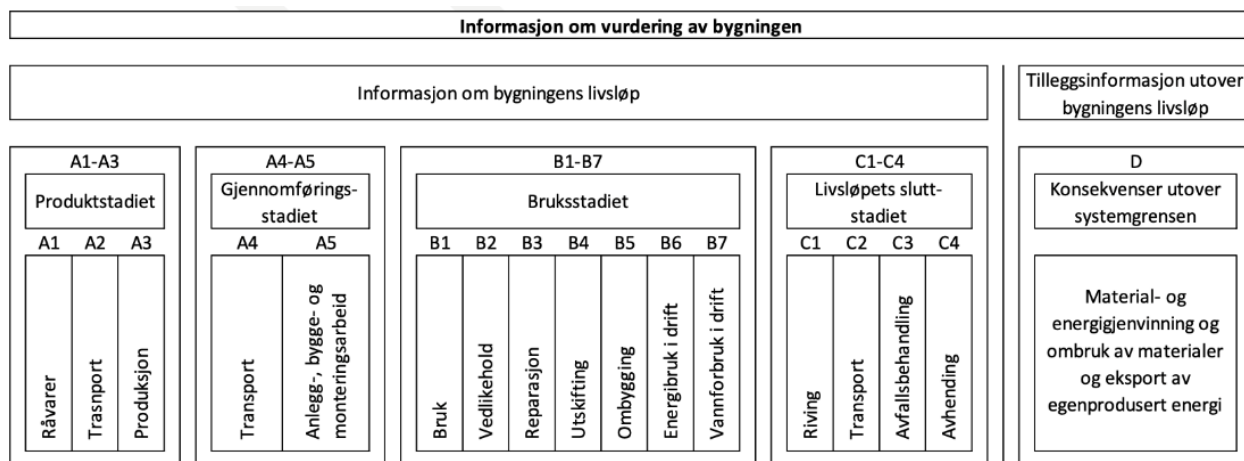 Informasjon om vurdering av bygningen
Informasjon om bygningens livsløp
Tilleggsinformasjon utover
bygningens livsløp
A1-A3
Produktstadiet
A1 A2 A3
Råvarer
Trasnport
Produksjon
A4-A5
Gjennomførings-
stadiet
A4 A5
Transport
Anlegg-, bygge- og
monteringsarbeid
B1-B7
Bruksstadiet
B1 B2 B3 B4 B5 B6 B7
Bruk
Vedlikehold
Reparasjon
Utskifting
Ombygging
Energibruk i drift
Vannforbruk i drift
C1-C4
Livsløpets slutt-
stadiet
C1 C2 C3 C4
Riving
Transport
Avfallsbehandling
Avhending
D
Konsekvenser utover
systemgrensen
Material- og
energigjenvinning og
ombruk av materialer
og eksport av
egenprodusert energi